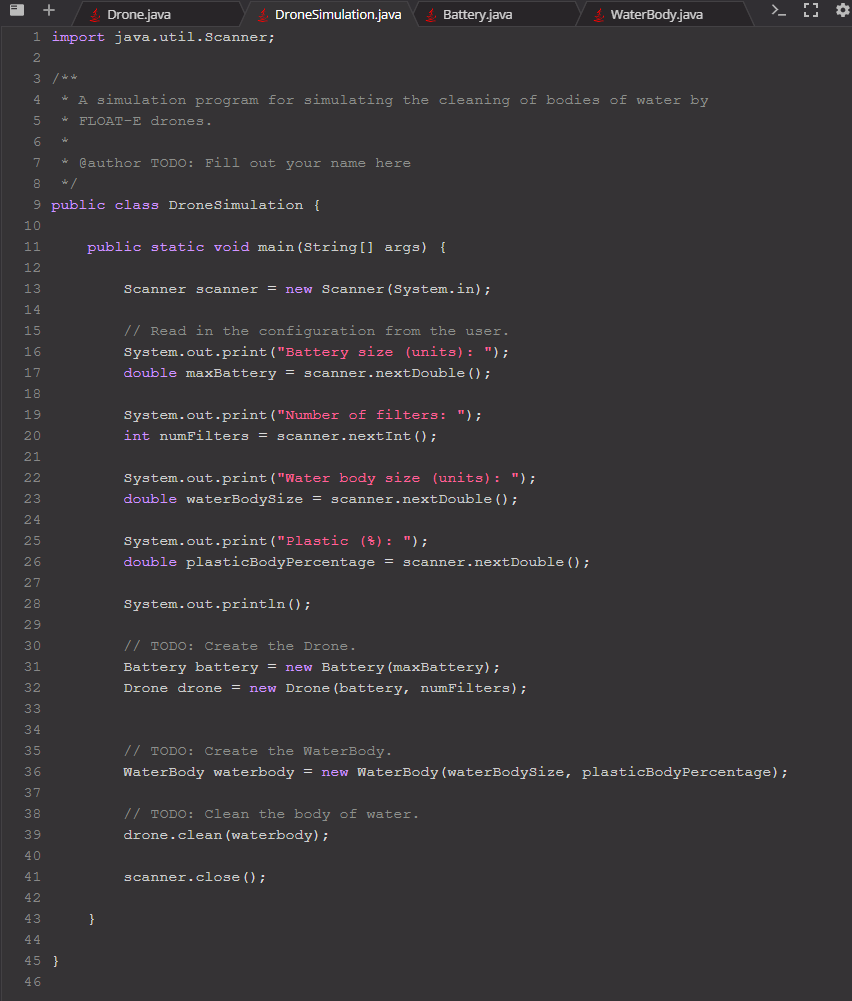 Drone.java DroneSimulation.java Battery.java WaterBody.java
1 import java.util.Scanner;
2
3 /**
4  * A simulation program for simulating the cleaning of bodies of water by
5  * FLOAT-E drones.
6  *
7  * @author TODO: Fill out your name here
8  */
9 public class DroneSimulation {
10
11     public static void main(String[] args) {
12
13         Scanner scanner = new Scanner(System.in);
14
15         // Read in the configuration from the user.
16         System.out.print("Battery size (units): ");
17         double maxBattery = scanner.nextDouble();
18
19         System.out.print("Number of filters: ");
20         int numFilters = scanner.nextInt();
21
22         System.out.print("Water body size (units): ");
23         double waterBodySize = scanner.nextDouble();
24
25         System.out.print("Plastic (%): ");
26         double plasticBodyPercentage = scanner.nextDouble();
27
28         System.out.println();
29
30         // TODO: Create the Drone.
31         Battery battery = new Battery(maxBattery);
32         Drone drone = new Drone(battery, numFilters);
33
34
35         // TODO: Create the WaterBody.
36         WaterBody waterbody = new WaterBody(waterBodySize, plasticBodyPercentage);
37
38         // TODO: Clean the body of water.
39         drone.clean(waterbody);
40
41         scanner.close();
42
43     }
44
45 }
46